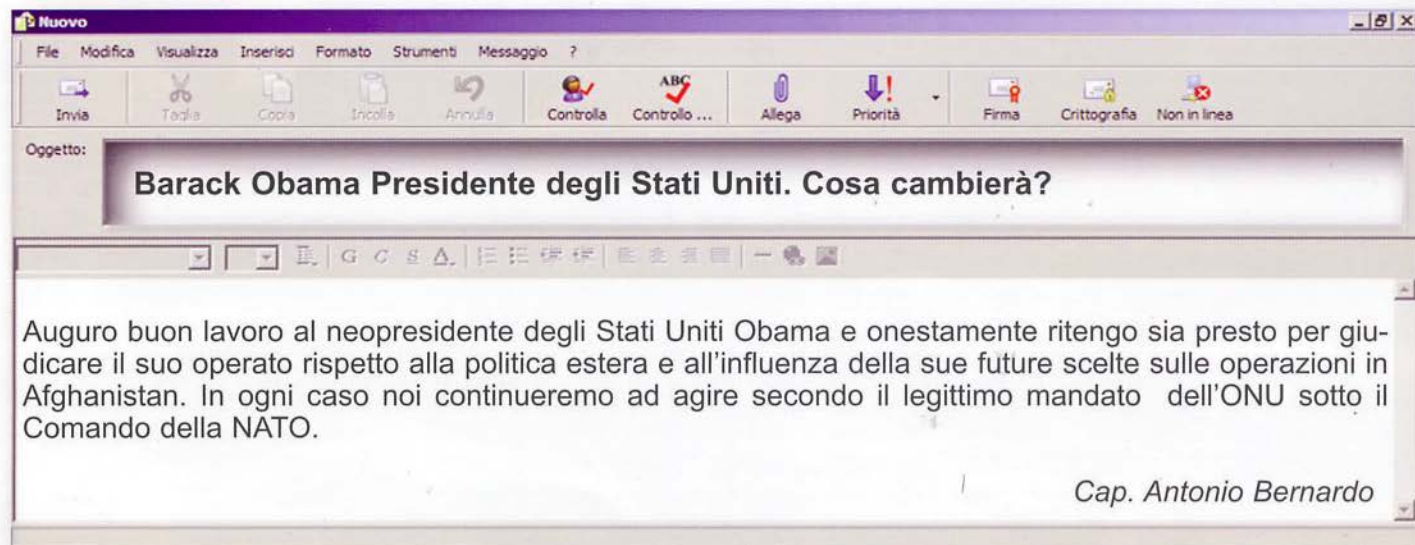 Nuovo
File Modifica Visualizza Inserisci Formato Strumenti Messaggio ?
ABC
Invia Taglia Copia Incolla Annulla Controlla Controllo ... Allega Priorità Firma Crittografia Non in linea
Oggetto:
Barack Obama Presidente degli Stati Uniti. Cosa cambierà?
G C S A
Auguro buon lavoro al neopresidente degli Stati Uniti Obama e onestamente ritengo sia presto per giu-
dicare il suo operato rispetto alla politica estera e all'influenza della sue future scelte sulle operazioni in
Afghanistan. In ogni caso noi continueremo ad agire secondo il legittimo mandato dell'ONU sotto il
Comando della NATO.
Cap. Antonio Bernardo